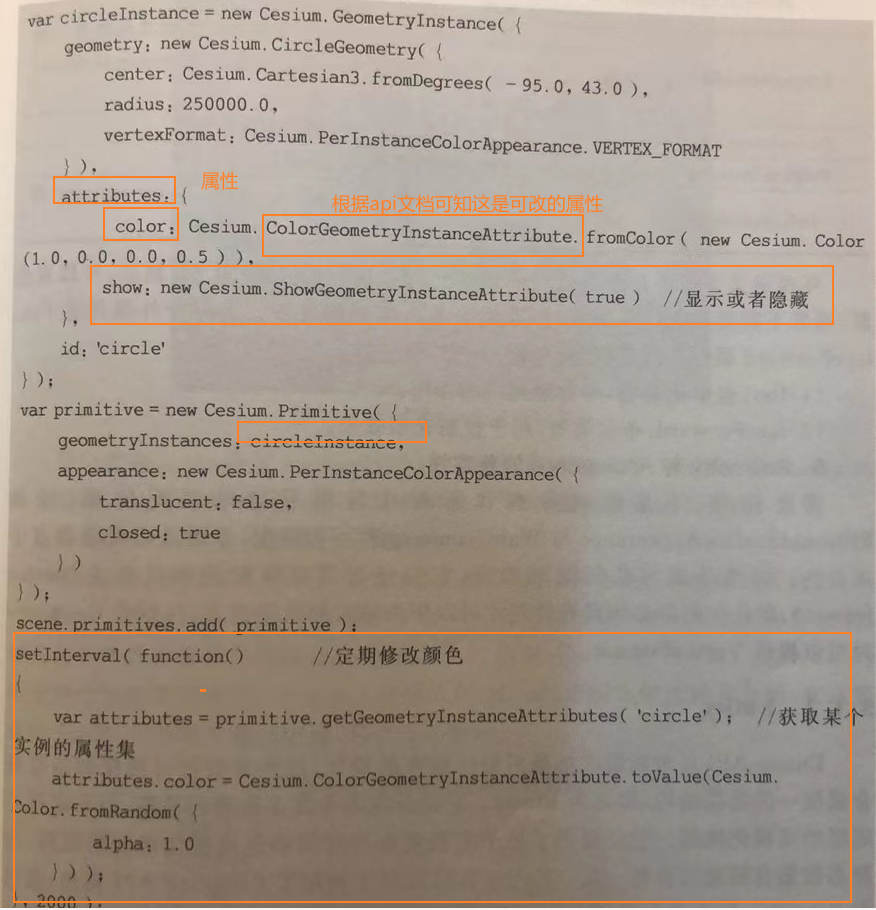 var circleInstance = new Cesium.GeometryInstance( {
geometry: new Cesium.CircleGeometry( {
center: Cesium.Cartesian3.fromDegrees( - 95.0, 43.0 ),
radius: 250000.0,
vertexFormat: Cesium.PerInstanceColorAppearance.VERTEX_FORMAT
} ),
attributes: { 属性
根据api文档可知这是可改的属性
color: Cesium.ColorGeometryInstanceAttribute.fromColor( new Cesium.Color
(1.0, 0.0, 0.0, 0.5 ) ),
show: new Cesium.ShowGeometryInstanceAttribute( true ) //显示或者隐藏
},
id: 'circle'
} );
var primitive = new Cesium.Primitive( {
geometryInstances: circleInstance,
appearance: new Cesium.PerInstanceColorAppearance( {
translucent: false,
closed: true
} )
} );
scene.primitives.add( primitive );
setInterval( function() //定期修改颜色
{
var attributes = primitive.getGeometryInstanceAttributes( 'circle' ); //获取某个
实例的属性集
attributes.color = Cesium.ColorGeometryInstanceAttribute.toValue(Cesium.
Color.fromRandom( {
alpha: 1.0
} ) );
}, 2000 );